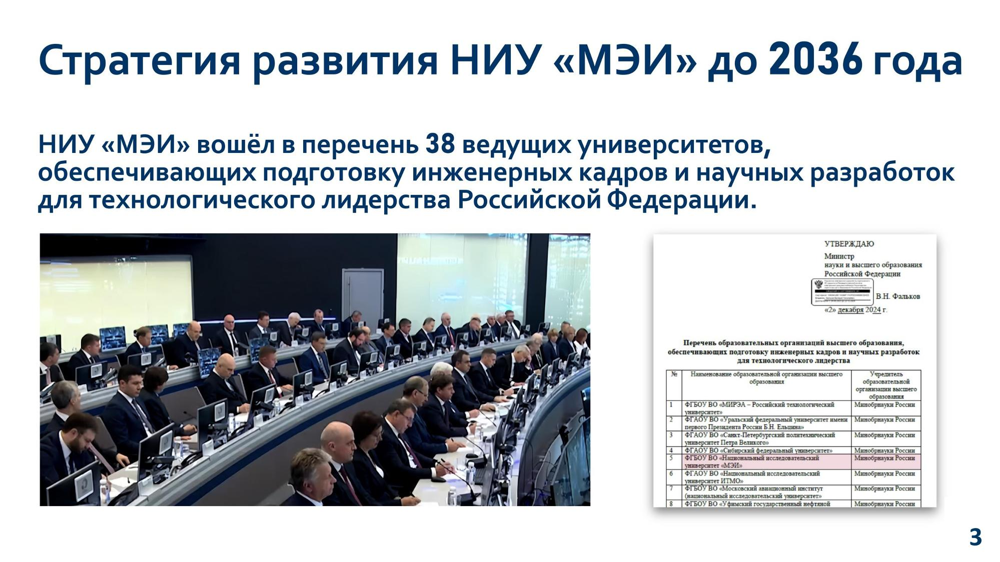 Стратегия развития НИУ «МЭИ» до 2036 года
НИУ «МЭИ» вошёл в перечень 38 ведущих университетов,
обеспечивающих подготовку инженерных кадров и научных разработок
для технологического лидерства Российской Федерации.
УТВЕРЖДАЮ
Министр
науки и высшего образования
Российской Федерации
В.Н. Фальков
«2» декабря 2024 г.
Перечень образовательных организаций высшего образования,
обеспечивающих подготовку инженерных кадров и научных разработок
для технологического лидерства
№ Наименование образовательной организации высшего образования Учредитель образовательной организации высшего образования
1 ФГБОУ ВО «МИРЭА – Российский технологический Минобрнауки России
университет»
2 ФГАОУ ВО «Уральский федеральный университет имени Минобрнауки России
первого Президента России Б.Н. Ельцина»
3 ФГАОУ ВО «Санкт-Петербургский политехнический Минобрнауки России
университет Петра Великого»
4 ФГАОУ ВО «Сибирский федеральный университет» Минобрнауки России
5 ФГБОУ ВО «Национальный исследовательский Минобрнауки России
университет «МЭИ»
6 ФГАОУ ВО «Национальный исследовательский Минобрнауки России
университет ИТМО»
7 ФГБОУ ВО «Московский авиационный институт Минобрнауки России
(национальный исследовательский университет»
8 ФГБОУ ВО «Уфимский государственный нефтяной Минобрнауки России
3